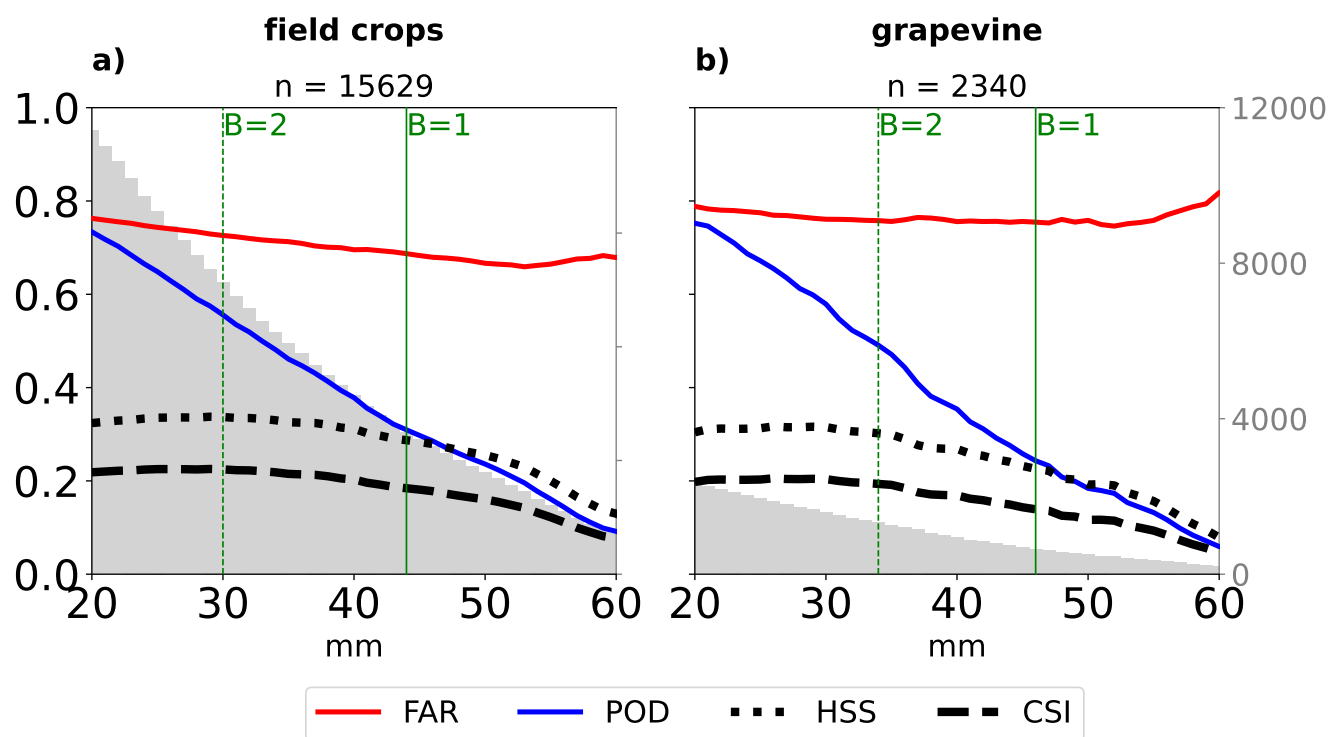 field crops
grapevine
a)
b)
n = 15629
n = 2340
1.0
0.8
0.6
0.4
0.2
0.0
B=2
B=1
B=2
B=1
12000
8000
4000
0
20 30 40 50 60
20 30 40 50 60
mm
mm
FAR POD HSS CSI